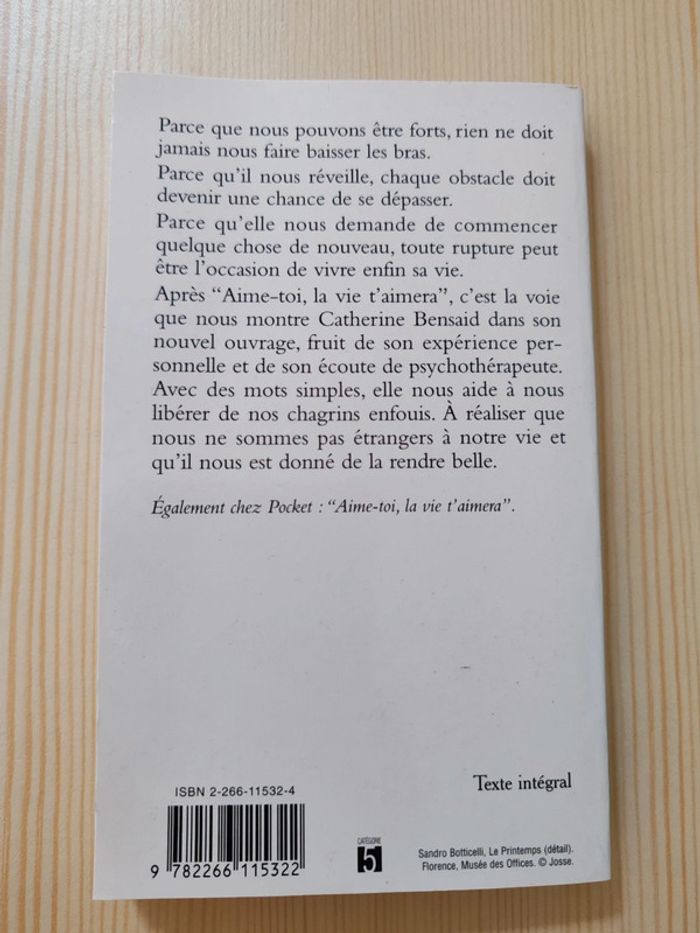 Parce que nous pouvons être forts, rien ne doit
jamais nous faire baisser les bras.
Parce qu'il nous réveille, chaque obstacle doit
devenir une chance de se dépasser.
Parce qu'elle nous demande de commencer
quelque chose de nouveau, toute rupture peut
être l'occasion de vivre enfin sa vie.
Après “Aime-toi, la vie t'aimera”, c'est la voie
que nous montre Catherine Bensaid dans son
nouvel ouvrage, fruit de son expérience per-
sonnelle et de son écoute de psychothérapeute.
Avec des mots simples, elle nous aide à nous
libérer de nos chagrins enfouis. À réaliser que
nous ne sommes pas étrangers à notre vie et
qu'il nous est donné de la rendre belle.
Également chez Pocket : “Aime-toi, la vie t'aimera”.
Texte intégral
ISBN 2-266-11532-4
9 782266 115322
CATÉGORIE
5
Sandro Botticelli, Le Printemps (détail).
Florence, Musée des Offices. © Josse.